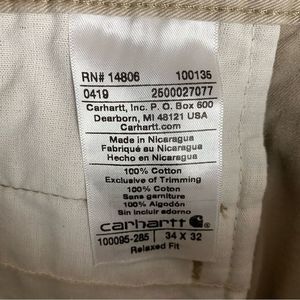 RN# 14806 100135
0419 2500027077
Carhartt, Inc. P. O. Box 600
Dearborn, MI 48121 USA
Carhartt.com
Made in Nicaragua
Fabriqué au Nicaragua
Hecho en Nicaragua
100% Cotton
Exclusive of Trimming
100% Coton
Sans ornements
100% Algodón
Sin incluir adorno
carhartt
100095-285 34 X 32
Relaxed Fit